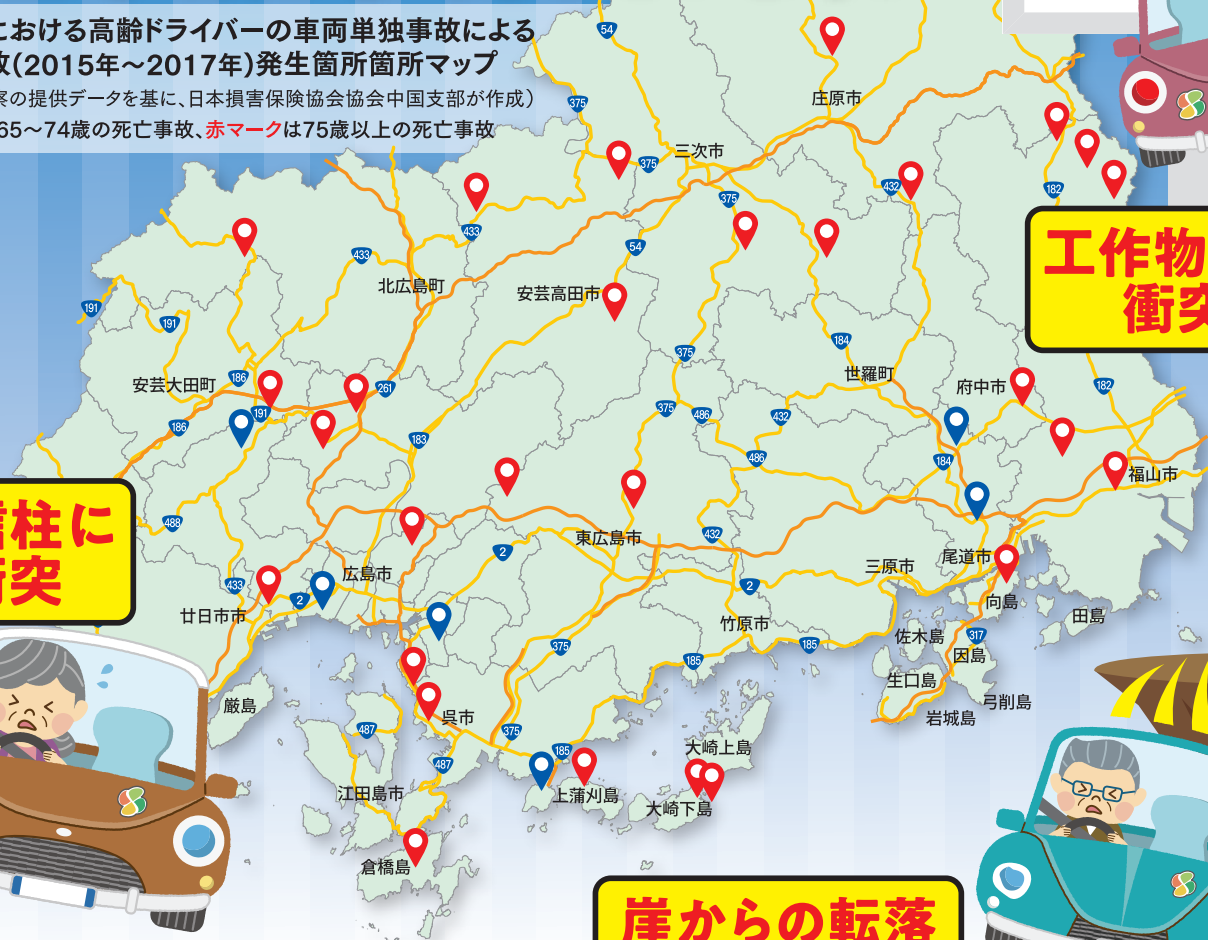 における高齢ドライバーの車両単独事故による
故(2015年〜2017年)発生箇所箇所マップ
察の提供データを基に、日本損害保険協会協会中国支部が作成）
65〜74歳の死亡事故、赤マークは75歳以上の死亡事故
54
375
庄原市
三次市
375
432
182
375
433
54
433
北広島町
安芸高田市
工作物
衝突
191
191
184
375
世羅町
安芸大田町
186
261
府中市
182
191
375
486
432
186
183
486
184
福山市
信柱に
衝突
488
432
東広島市
2
尾道市
広島市
三原市
433
2
2
向島
廿日市市
竹原市
田島
佐木島
317
375
185
因島
185
生口島
弓削島
厳島
岩城島
呉市
487
375
185
大崎上島
487
江田島市
上蒲刈島
大崎下島
倉橋島
崖からの転落